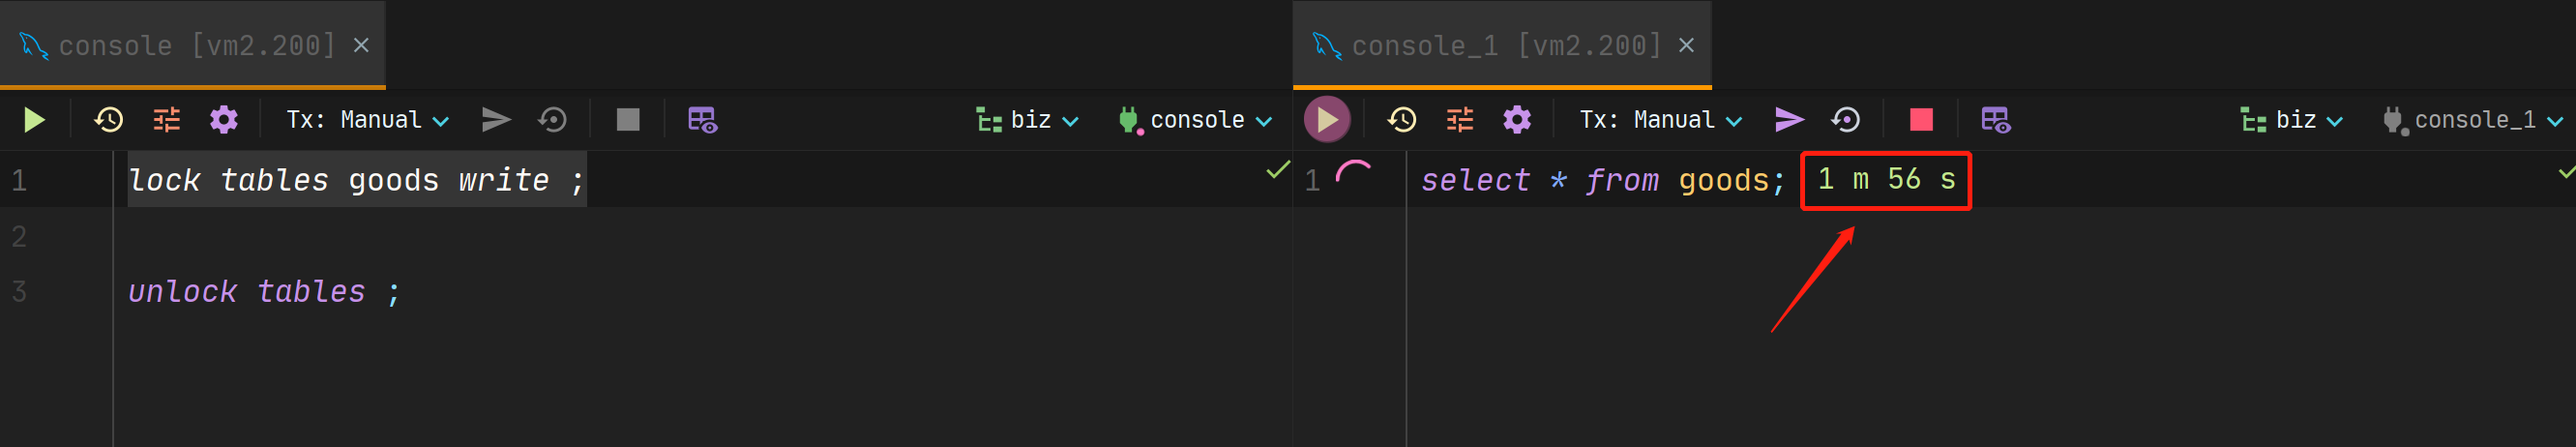 console [vm2.200]
Tx: Manual
biz
console
1 lock tables goods write ;
2
3 unlock tables ;
console_1 [vm2.200]
Tx: Manual
biz
console_1
1 select * from goods; 1 m 56 s